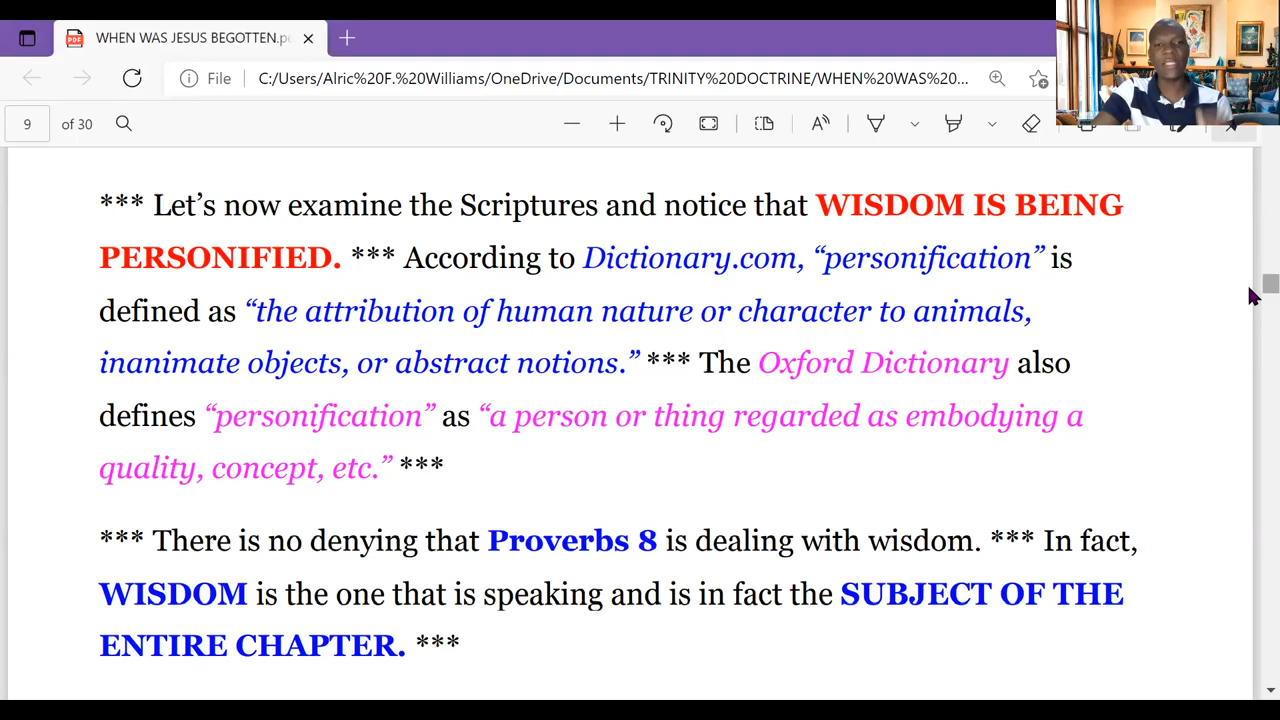 WHEN WAS JESUS BEGOTTEN.p
File
C:/Users/Alric%20F.%20Williams/OneDrive/Documents/TRINITY%20DOCTRINE/WHEN%20WAS%20...
9 of 30
*** Let’s now examine the Scriptures and notice that WISDOM IS BEING
PERSONIFIED. *** According to Dictionary.com, “personification” is
defined as “the attribution of human nature or character to animals,
inanimate objects, or abstract notions.” *** The Oxford Dictionary also
defines “personification” as “a person or thing regarded as embodying a
quality, concept, etc.” ***
*** There is no denying that Proverbs 8 is dealing with wisdom. *** In fact,
WISDOM is the one that is speaking and is in fact the SUBJECT OF THE
ENTIRE CHAPTER. ***